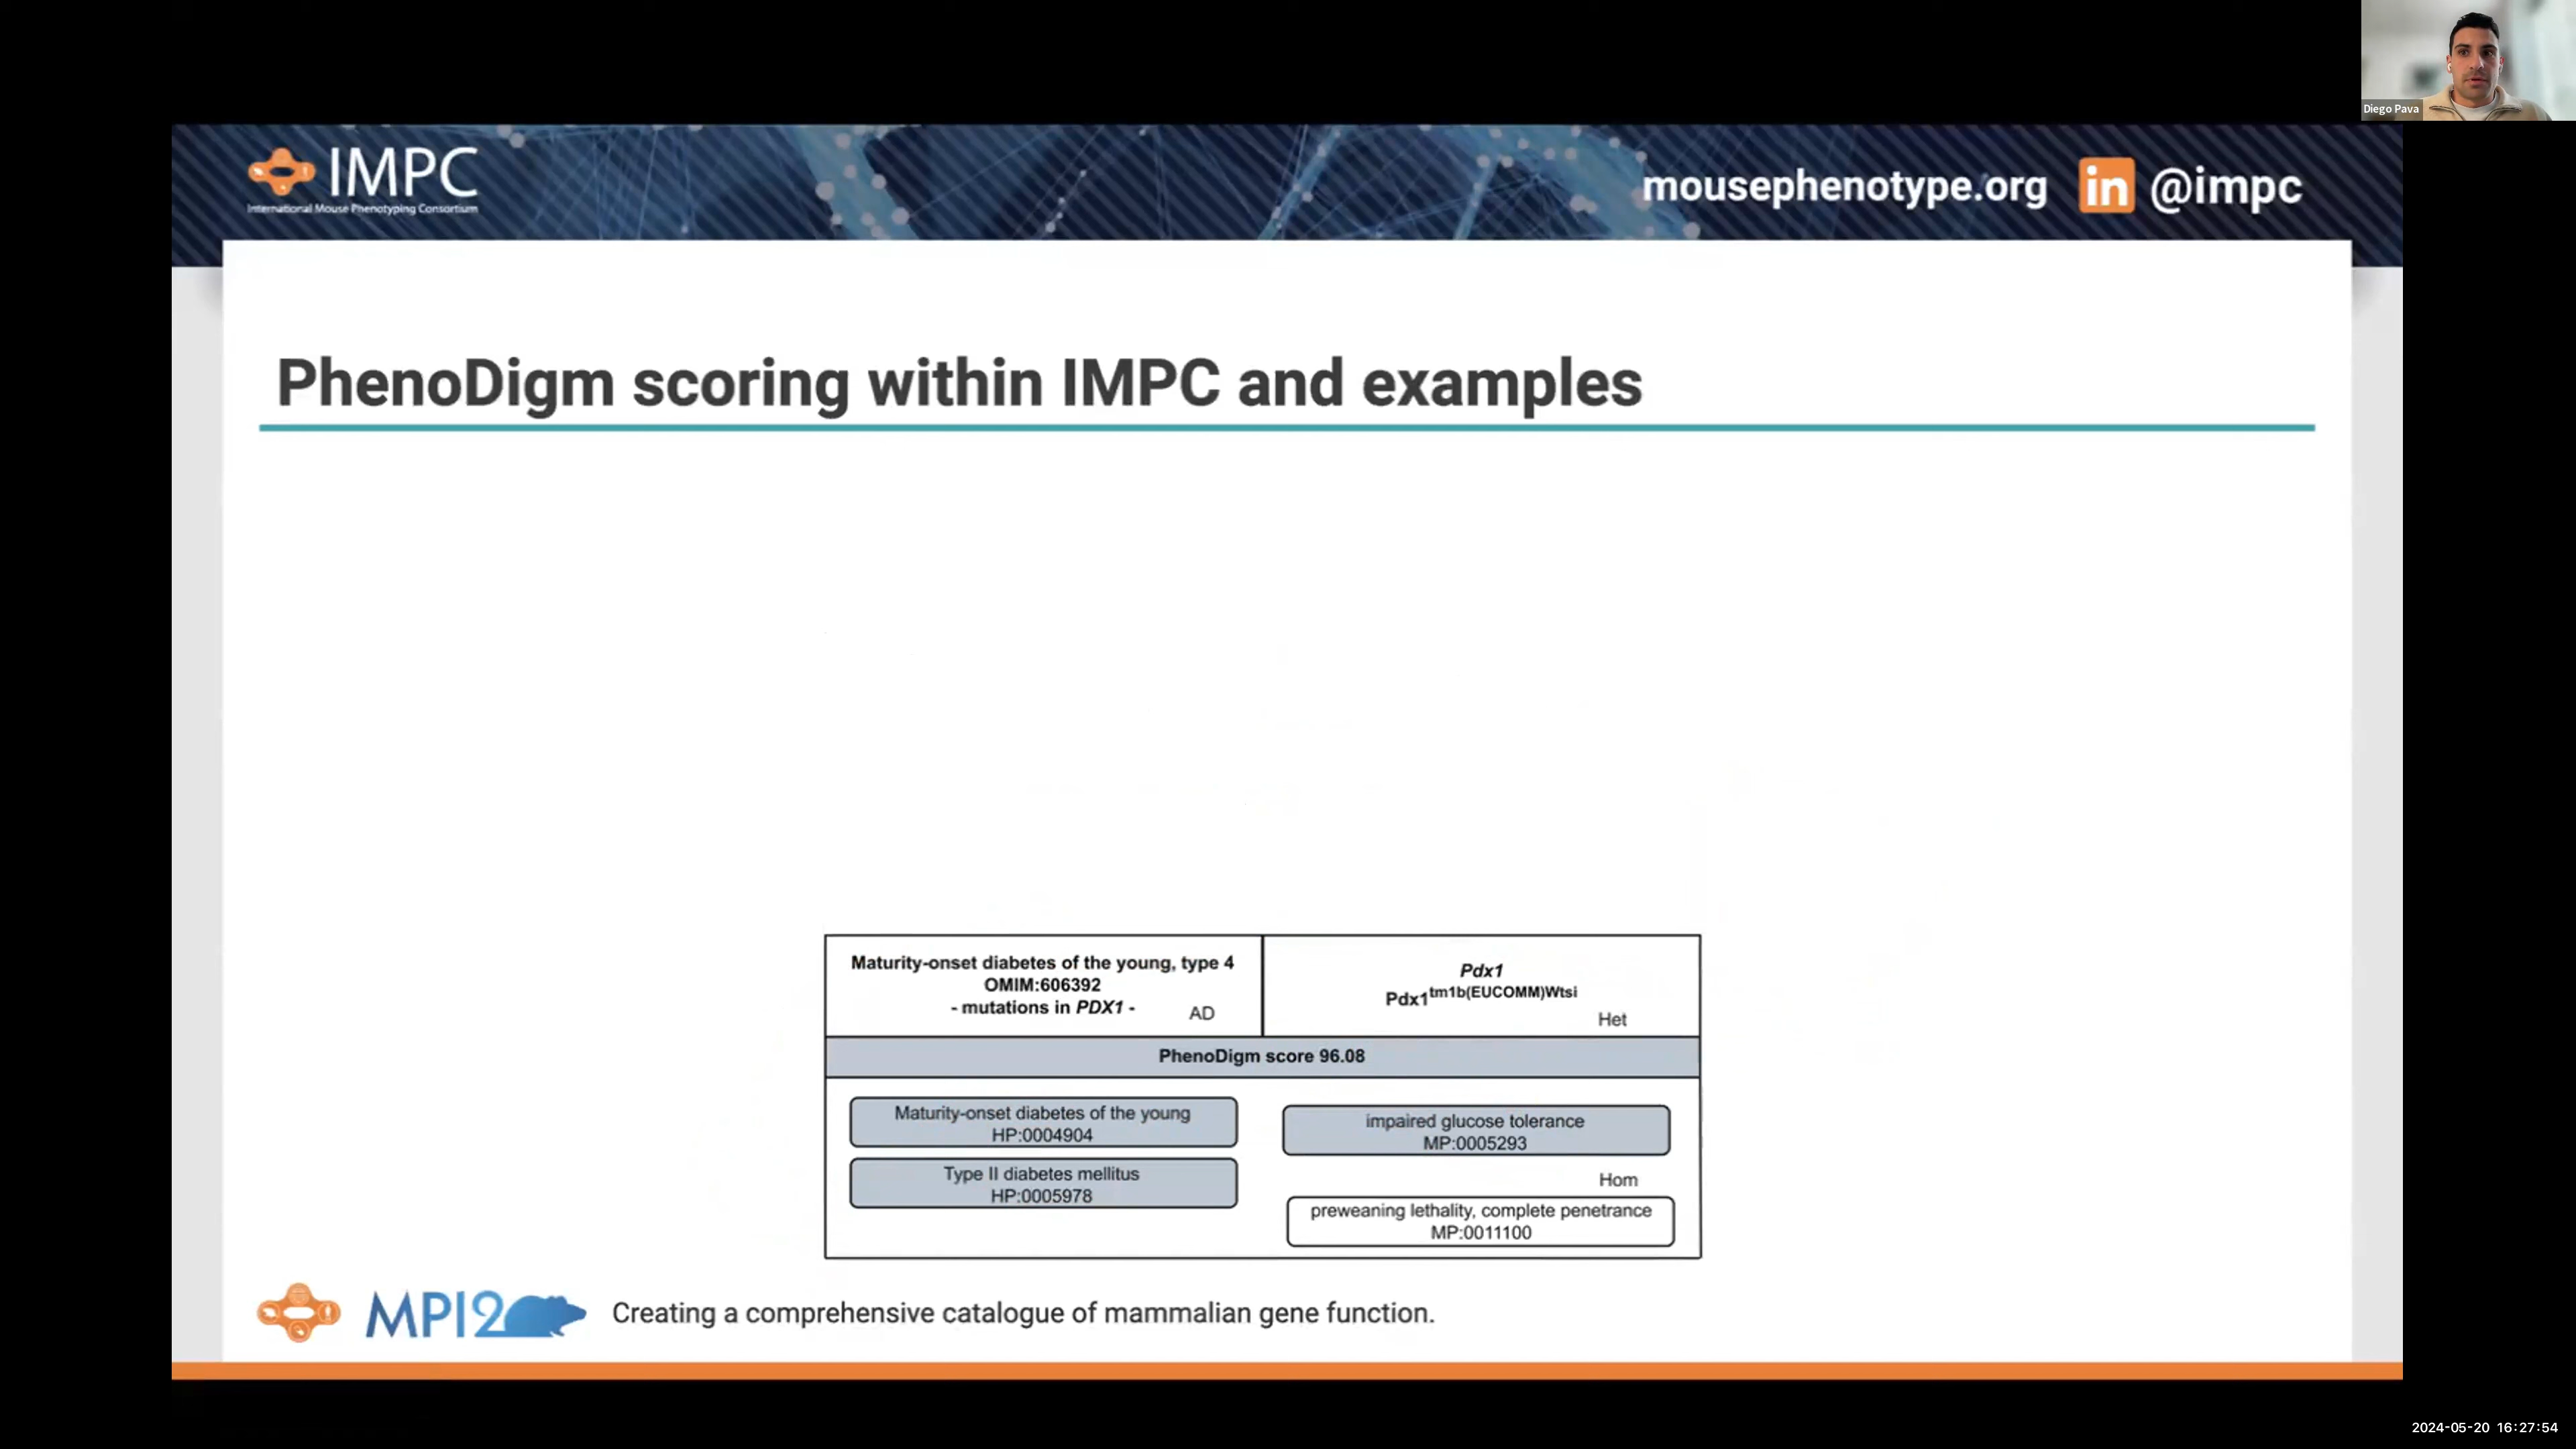 Diego Pava
IMPC
International Mouse Phenotyping Consortium
mousephenotype.org in @impc
PhenoDigm scoring within IMPC and examples
Maturity-onset diabetes of the young, type 4
OMIM:606392
- mutations in PDX1 -
AD
Pdx1
Pdx1tm1b(EUCOMM)Wtsi
Het
PhenoDigm score 96.08
Maturity-onset diabetes of the young
HP:0004904
Type II diabetes mellitus
HP:0005978
impaired glucose tolerance
MP:0005293
Hom
preweaning lethality, complete penetrance
MP:0011100
MPI2
Creating a comprehensive catalogue of mammalian gene function.
2024-05-20 16:27:54